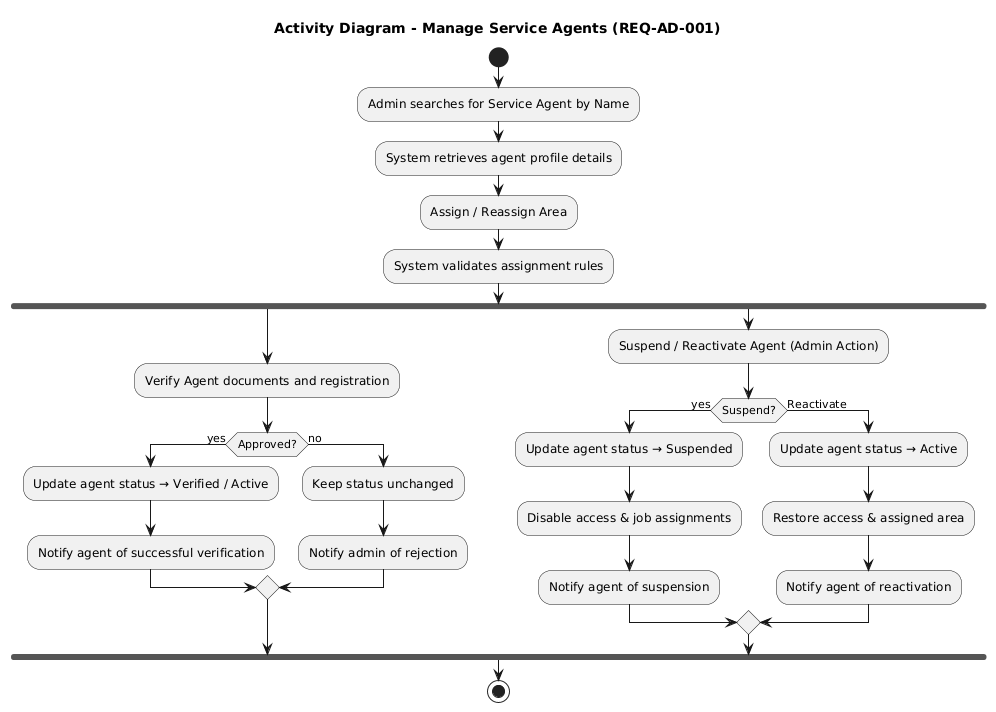 Activity Diagram - Manage Service Agents (REQ-AD-001)
Admin searches for Service Agent by Name
System retrieves agent profile details
Assign / Reassign Area
System validates assignment rules
Verify Agent documents and registration
Approved?
yes
no
Update agent status → Verified / Active
Notify agent of successful verification
Keep status unchanged
Notify admin of rejection
Suspend / Reactivate Agent (Admin Action)
Suspend?
yes
Reactivate
Update agent status → Suspended
Disable access & job assignments
Notify agent of suspension
Update agent status → Active
Restore access & assigned area
Notify agent of reactivation